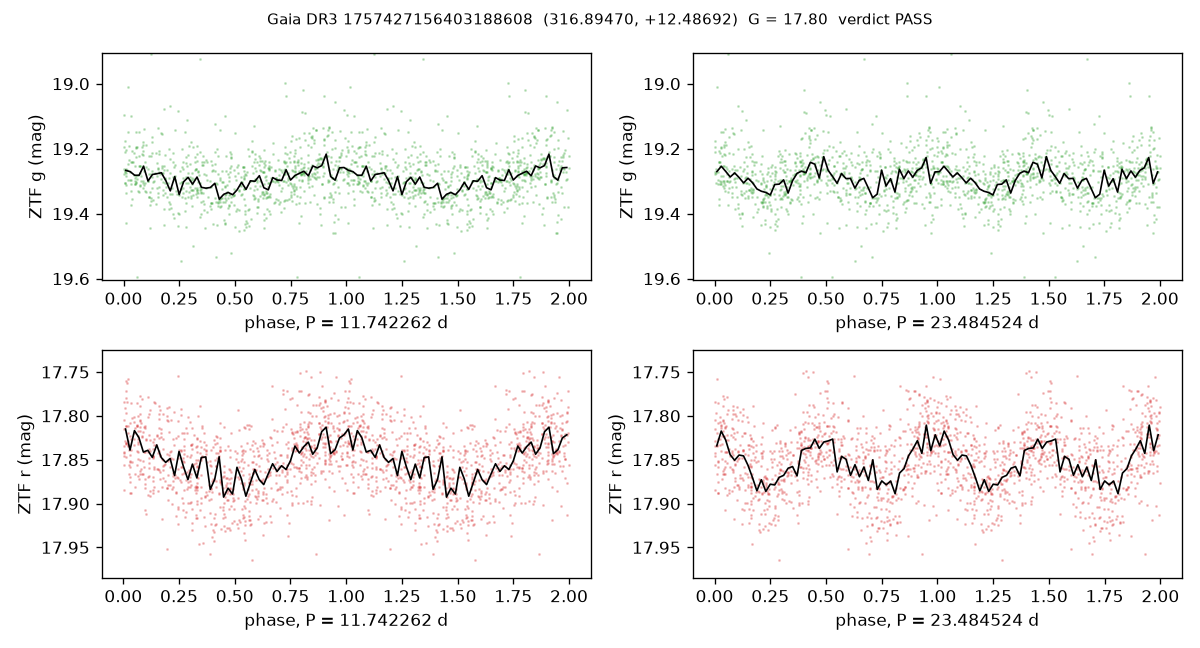 Gaia DR3 1757427156403188608 (316.89470, +12.48692) G = 17.80 verdict PASS
ZTF g (mag)
19.0
19.2
19.4
19.6
0.00 0.25 0.50 0.75 1.00 1.25 1.50 1.75 2.00
phase, P = 11.742262 d
ZTF g (mag)
19.0
19.2
19.4
19.6
0.00 0.25 0.50 0.75 1.00 1.25 1.50 1.75 2.00
phase, P = 23.484524 d
ZTF r (mag)
17.75
17.80
17.85
17.90
17.95
0.00 0.25 0.50 0.75 1.00 1.25 1.50 1.75 2.00
phase, P = 11.742262 d
ZTF r (mag)
17.75
17.80
17.85
17.90
17.95
0.00 0.25 0.50 0.75 1.00 1.25 1.50 1.75 2.00
phase, P = 23.484524 d